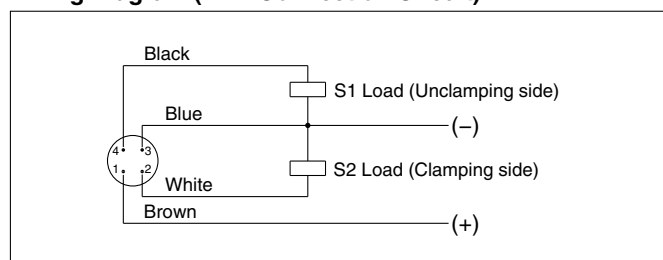 Black
S1 Load (Unclamping side)
Blue
(−)
4 3
1 2
S2 Load (Clamping side)
White
Brown
(+)